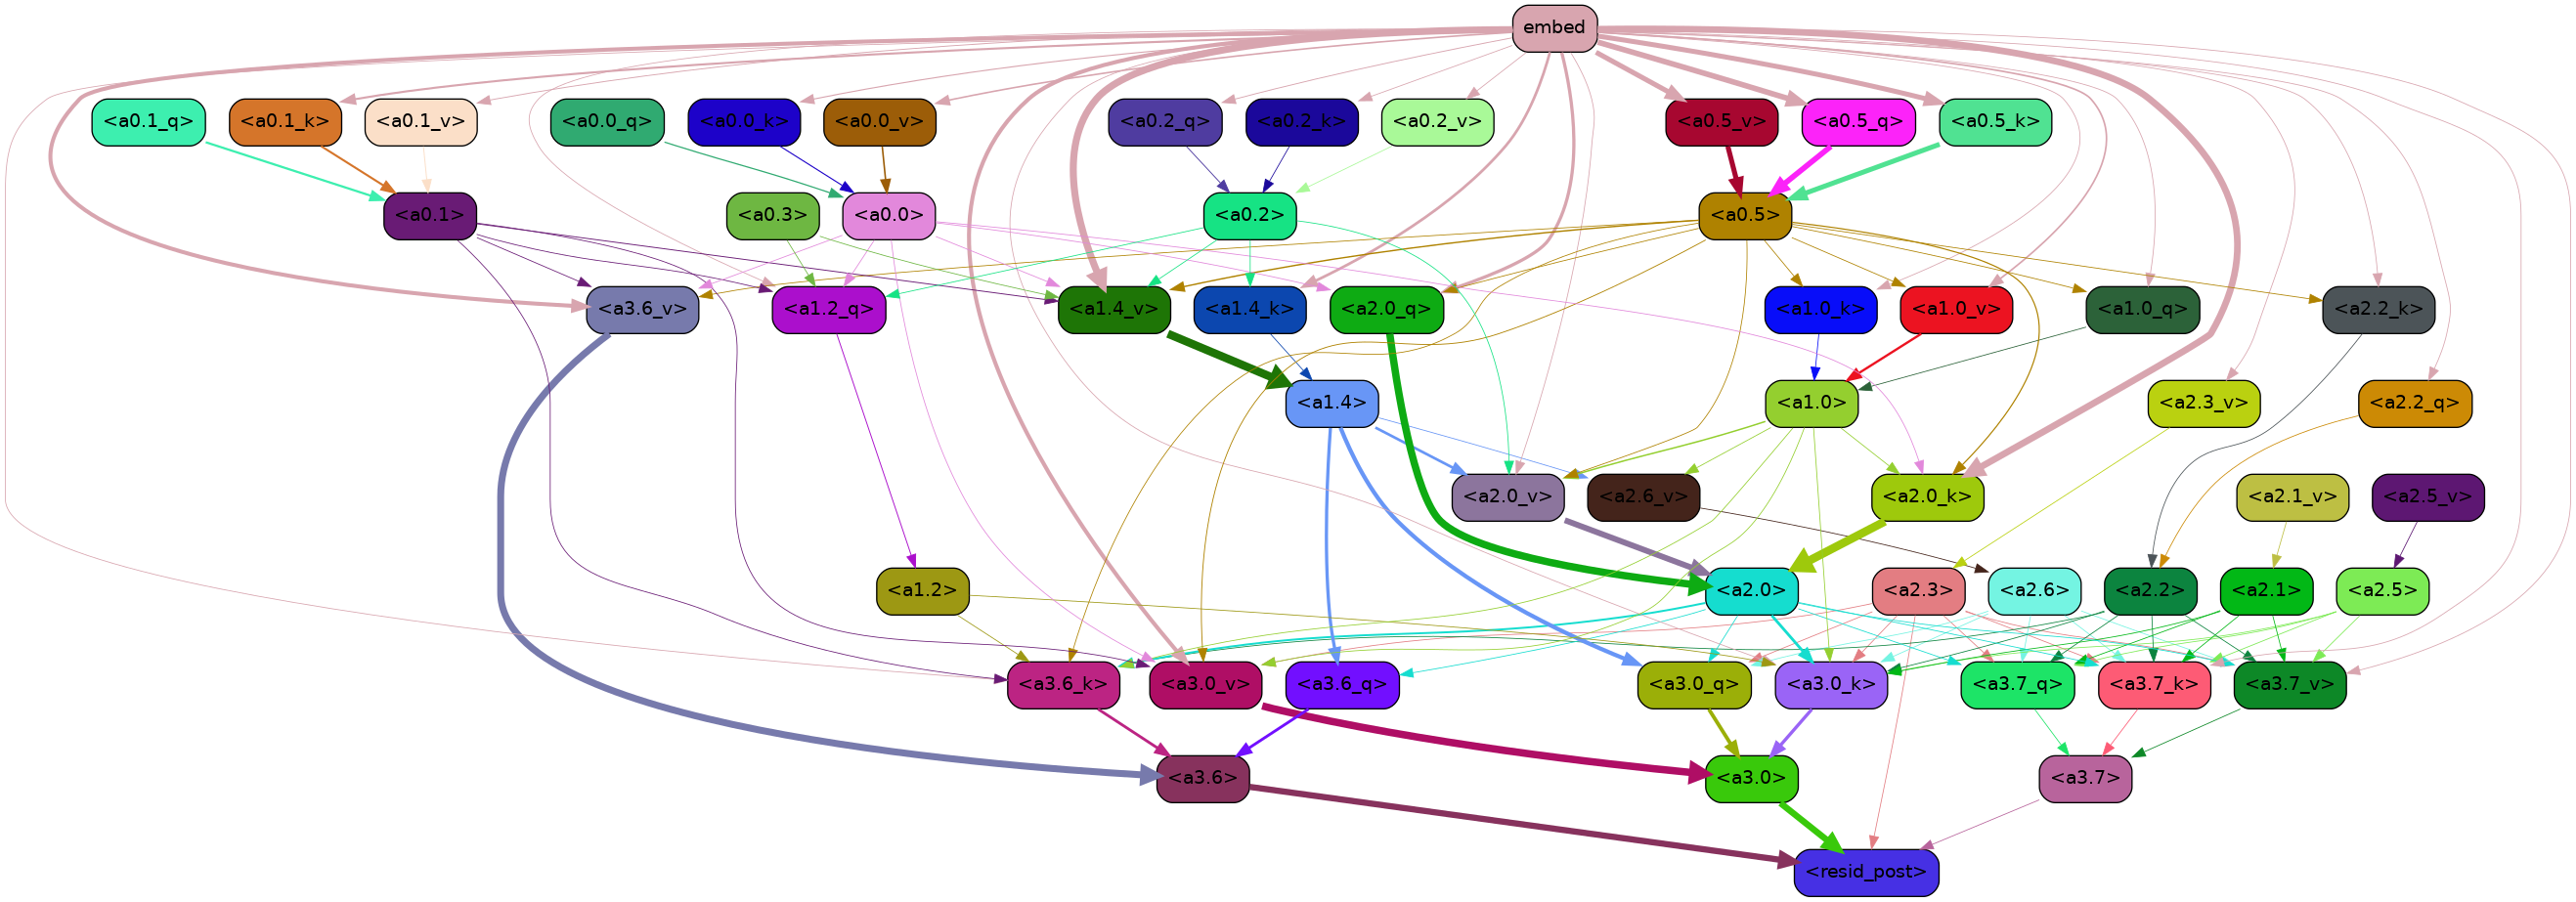 embed
<a0.1_q> <a0.1_k> <a0.1_v> <a0.0_q> <a0.0_k> <a0.0_v> <a0.2_q> <a0.2_k> <a0.2_v> <a0.5_v> <a0.5_q> <a0.5_k>
<a0.1> <a0.3> <a0.0> <a0.2> <a0.5>
<a3.6_v> <a1.2_q> <a1.4_v> <a1.4_k> <a2.0_q> <a1.0_k> <a1.0_v> <a1.0_q> <a2.2_k>
<a1.4> <a1.0> <a2.3_v> <a2.2_q>
<a2.0_v> <a2.6_v> <a2.0_k> <a2.1_v> <a2.5_v>
<a1.2> <a2.0> <a2.3> <a2.6> <a2.2> <a2.1> <a2.5>
<a3.6_k> <a3.0_v> <a3.6_q> <a3.0_q> <a3.0_k> <a3.7_q> <a3.7_k> <a3.7_v>
<a3.6> <a3.0> <a3.7>
<resid_post>